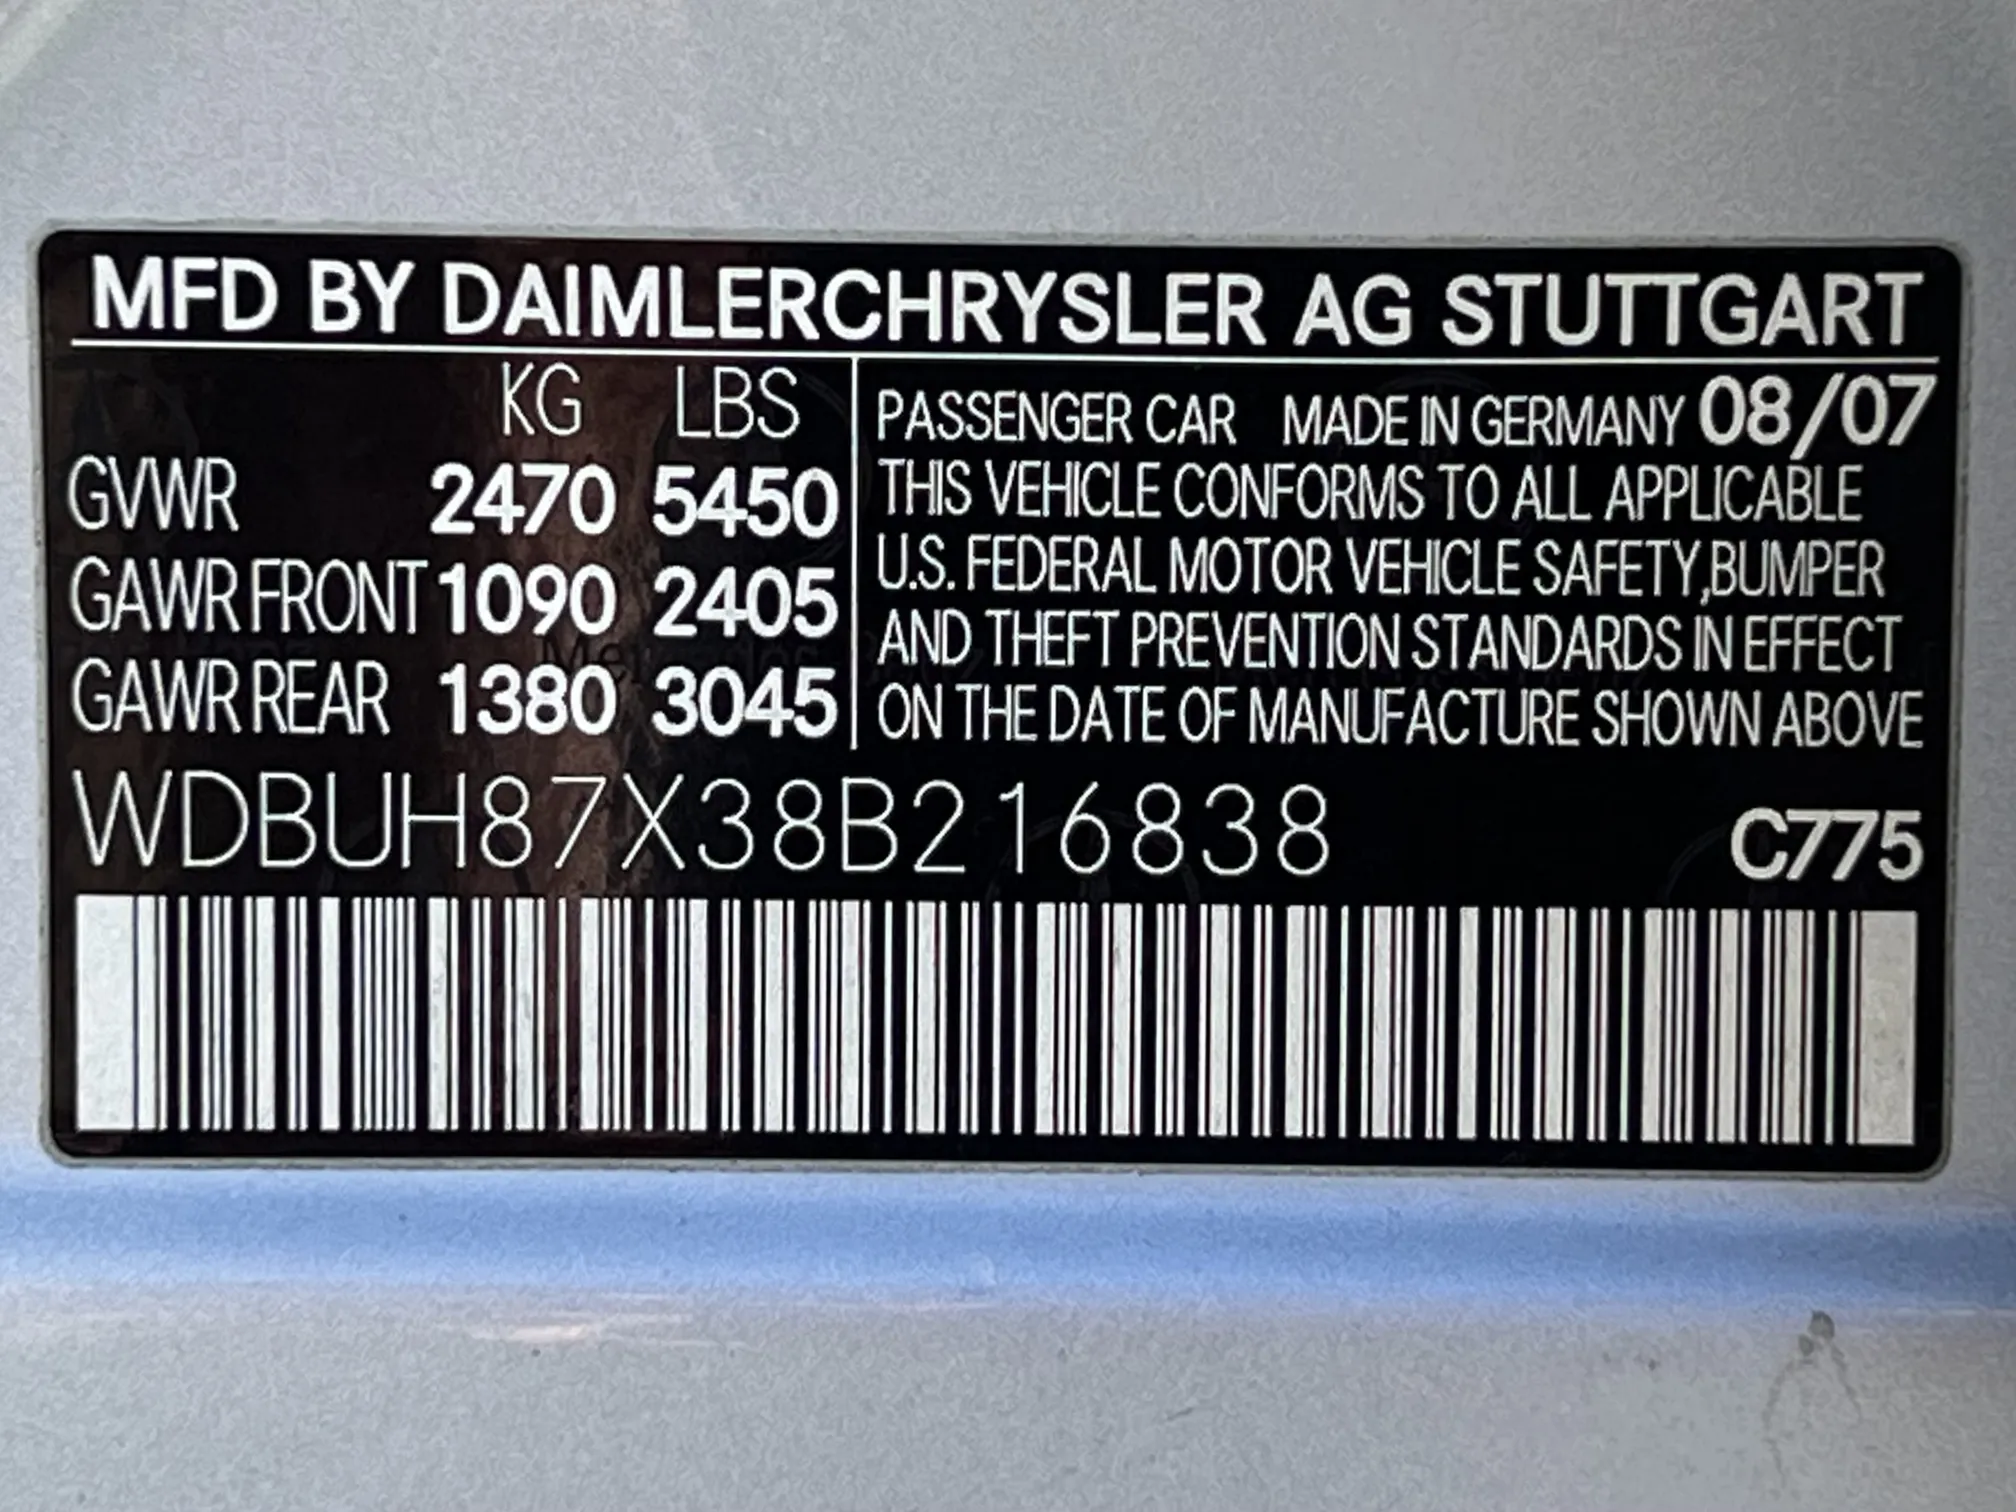 MFD BY DAIMLERCHRYSLER AG STUTTGART
KG LBS
GVWR 2470 5450
GAWR FRONT 1090 2405
GAWR REAR 1380 3045
PASSENGER CAR MADE IN GERMANY 08/07
THIS VEHICLE CONFORMS TO ALL APPLICABLE
U.S. FEDERAL MOTOR VEHICLE SAFETY,BUMPER
AND THEFT PREVENTION STANDARDS IN EFFECT
ON THE DATE OF MANUFACTURE SHOWN ABOVE
WDBUH87X38B216838
C775